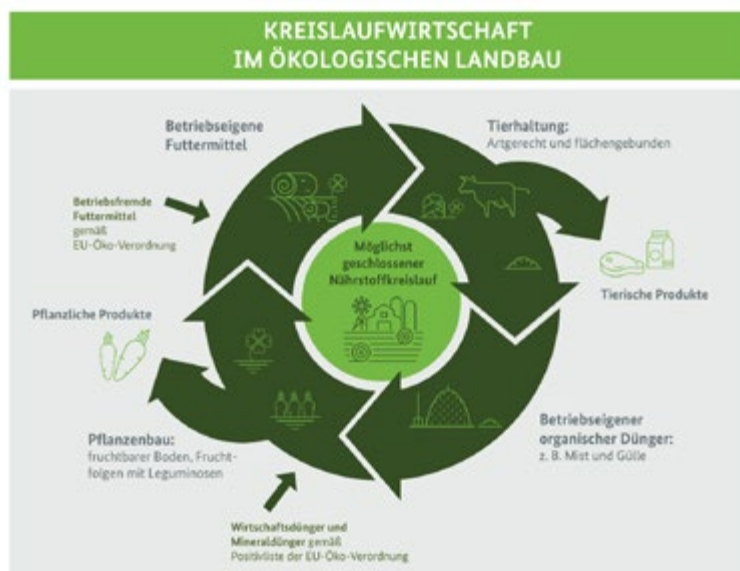 KREISLAUFWIRTSCHAFT
IM ÖKOLOGISCHEN LANDBAU
Betriebseigene
Futtermittel
Tierhaltung:
Artgerecht und flächengebunden
Betriebsfremde
Futtermittel
gemäß
EU-Öko-Verordnung
Möglichst
geschlossener
Nährstoffkreislauf
Tierische Produkte
Pflanzliche Produkte
Betriebseigener
organischer Dünger:
z. B. Mist und Gülle
Pflanzenbau:
fruchtbarer Boden, Frucht-
folgen mit Leguminosen
Wirtschaftsdünger und
Mineraldünger gemäß
Positivliste der EU-Öko-Verordnung